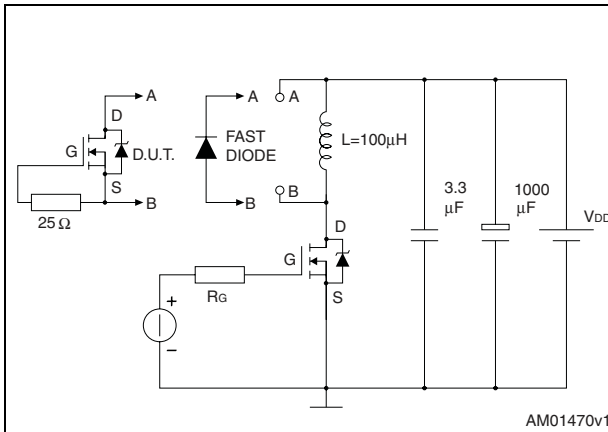 A
D
G
D.U.T.
S
B
25 Ω
A
FAST
DIODE
B
A
L=100µH
B
D
G
S
RG
+
–
3.3
µF
1000
µF
VDD
AM01470v1